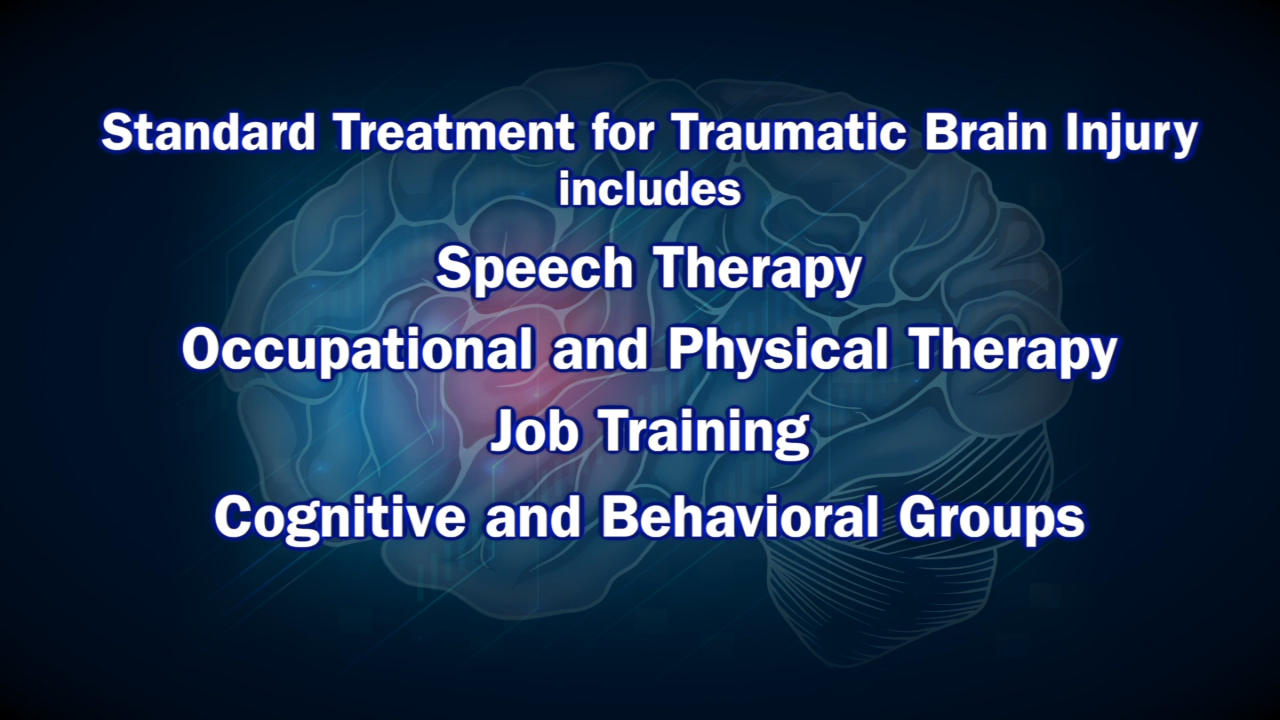 Standard Treatment for Traumatic Brain Injury
includes
Speech Therapy
Occupational and Physical Therapy
Job Training
Cognitive and Behavioral Groups